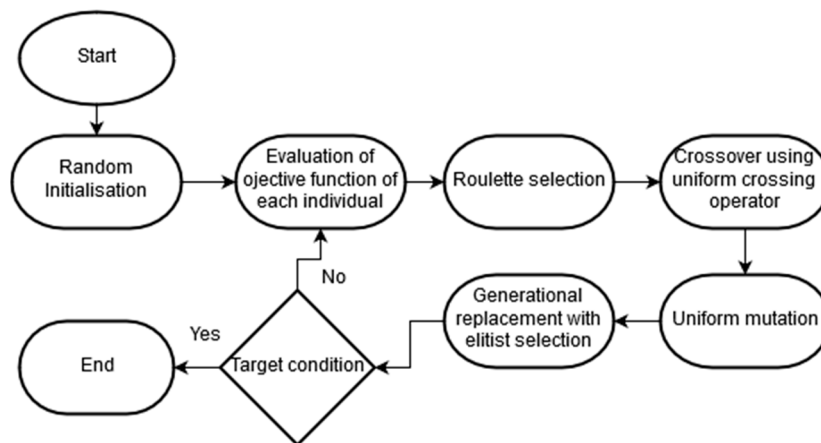 Start
Random
Initialisation
Evaluation of
ojective function of
each individual
Roulette selection
Crossover using
uniform crossing
operator
Uniform mutation
Generational
replacement with
elitist selection
Target condition
No
Yes
End